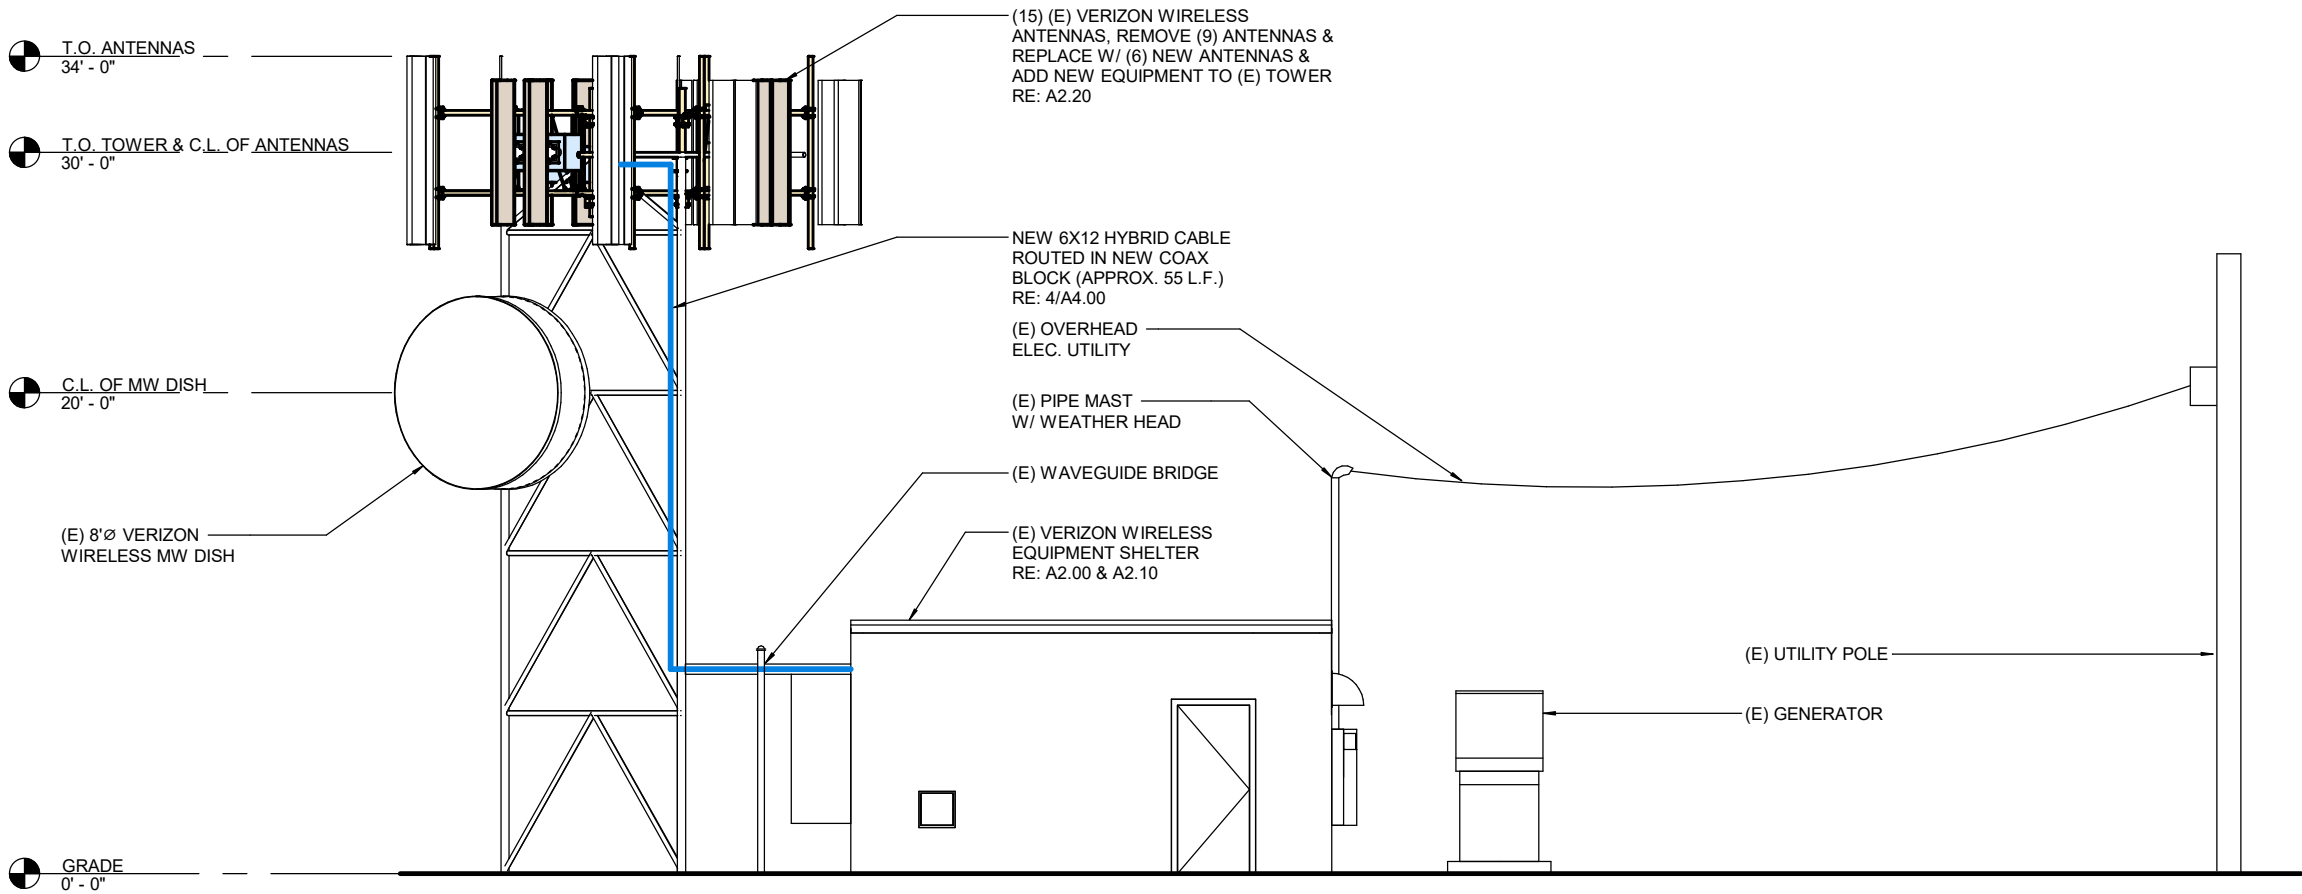 T.O. ANTENNAS
34' - 0"
T.O. TOWER & C.L. OF ANTENNAS
30' - 0"
C.L. OF MW DISH
20' - 0"
(E) 8'Ø VERIZON
WIRELESS MW DISH
GRADE
0' - 0"
(15) (E) VERIZON WIRELESS
ANTENNAS, REMOVE (9) ANTENNAS &
REPLACE W/ (6) NEW ANTENNAS &
ADD NEW EQUIPMENT TO (E) TOWER
RE: A2.20
NEW 6X12 HYBRID CABLE
ROUTED IN NEW COAX
BLOCK (APPROX. 55 L.F.)
RE: 4/A4.00
(E) OVERHEAD
ELEC. UTILITY
(E) PIPE MAST
W/ WEATHER HEAD
(E) WAVEGUIDE BRIDGE
(E) VERIZON WIRELESS
EQUIPMENT SHELTER
RE: A2.00 & A2.10
(E) UTILITY POLE
(E) GENERATOR